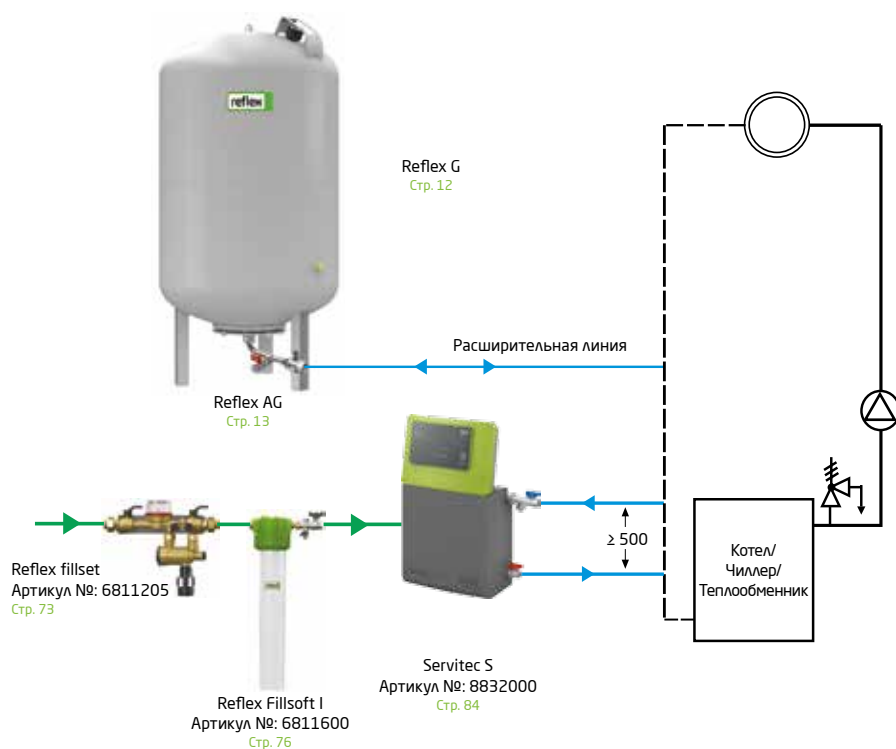 reflex
Reflex G
Стр. 12
Расширительная линия
Reflex AG
Стр. 13
≥ 500
Котел/
Чиллер/
Теплообменник
Reflex fillset
Артикул №: 6811205
Стр. 73
Servitec S
Артикул №: 8832000
Стр. 84
Reflex Fillsoft I
Артикул №: 6811600
Стр. 76